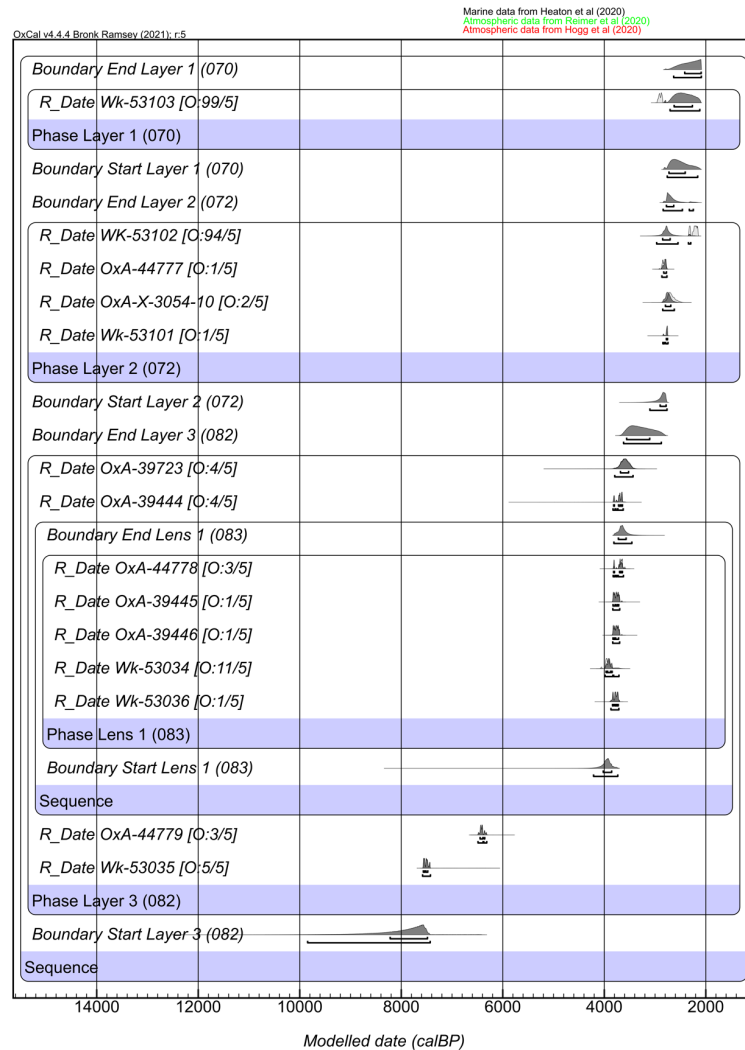 Marine data from Heaton et al (2020)
Atmospheric data from Reimer et al (2020)
OxCal v4.4.4 Bronk Ramsey (2021); r:5
Atmospheric data from Hogg et al (2020)
Boundary End Layer 1 (070)
R_Date Wk-53103 [O:99/5]
Phase Layer 1 (070)
Boundary Start Layer 1 (070)
Boundary End Layer 2 (072)
R_Date WK-53102 [O:94/5]
R_Date OxA-44777 [O:1/5]
R_Date OxA-X-3054-10 [O:2/5]
R_Date Wk-53101 [O:1/5]
Phase Layer 2 (072)
Boundary Start Layer 2 (072)
Boundary End Layer 3 (082)
R_Date OxA-39723 [O:4/5]
R_Date OxA-39444 [O:4/5]
Boundary End Lens 1 (083)
R_Date OxA-44778 [O:3/5]
R_Date OxA-39445 [O:1/5]
R_Date OxA-39446 [O:1/5]
R_Date Wk-53034 [O:11/5]
R_Date Wk-53036 [O:1/5]
Phase Lens 1 (083)
Boundary Start Lens 1 (083)
Sequence
R_Date OxA-44779 [O:3/5]
R_Date Wk-53035 [O:5/5]
Phase Layer 3 (082)
Boundary Start Layer 3 (082)
Sequence
14000 12000 10000 8000 6000 4000 2000
Modelled date (calBP)